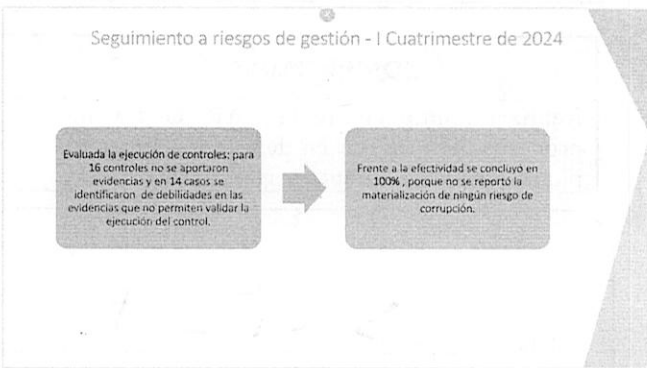 Seguimiento a riesgos de gestión - I Cuatrimestre de 2024
Evaluada la ejecución de controles: para
16 controles no se aportaron
evidencias y en 14 casos se
identificaron de debilidades en las
evidencias que no permiten validar la
ejecución del control.
Frente a la efectividad se concluyó en
100% , porque no se reportó la
materialización de ningún riesgo de
corrupción.